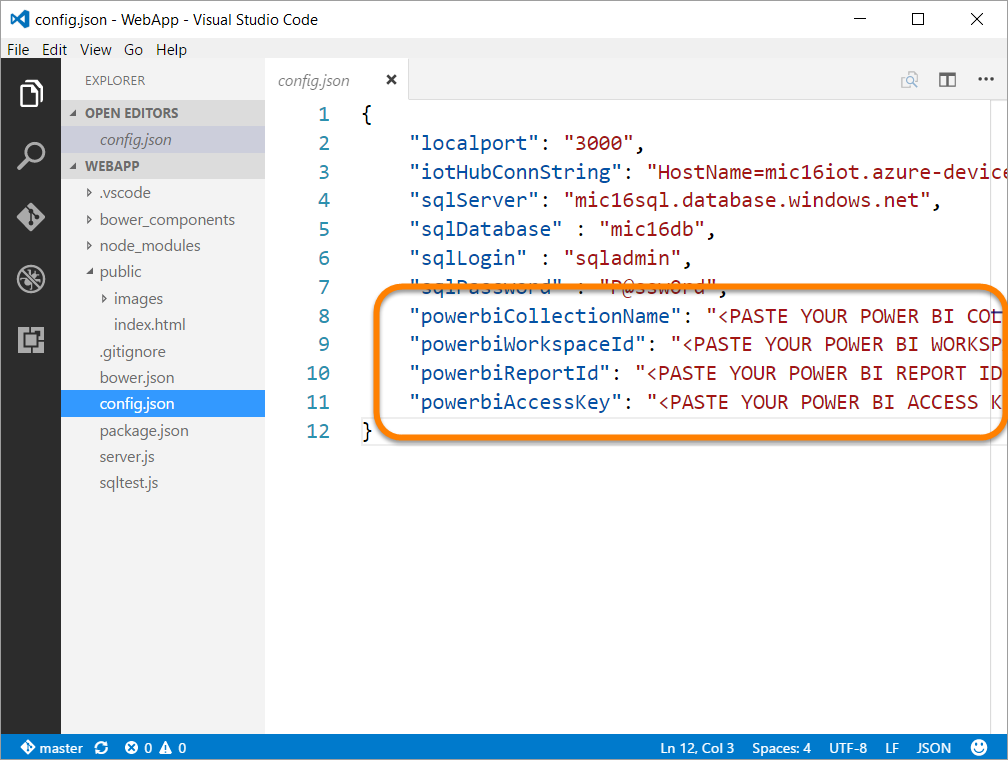 config.json - WebApp - Visual Studio Code
File Edit View Go Help
EXPLORER
OPEN EDITORS
config.json
WEBAPP
.vscode
bower_components
node_modules
public
images
index.html
.gitignore
bower.json
config.json
package.json
server.js
sqltest.js
config.json
1 {
2 "localport": "3000",
3 "iotHubConnString": "HostName=mic16iot.azure-device
4 "sqlServer": "mic16sql.database.windows.net",
5 "sqlDatabase" : "mic16db",
6 "sqlLogin" : "sqladmin",
7 "sqlPassword" : "P@ssw0rd",
8 "powerbiCollectionName": "<PASTE YOUR POWER BI COL
9 "powerbiWorkspaceId": "<PASTE YOUR POWER BI WORKSP
10 "powerbiReportId": "<PASTE YOUR POWER BI REPORT ID
11 "powerbiAccessKey": "<PASTE YOUR POWER BI ACCESS K
12 }
master 0 0 Ln 12, Col 3 Spaces: 4 UTF-8 LF JSON